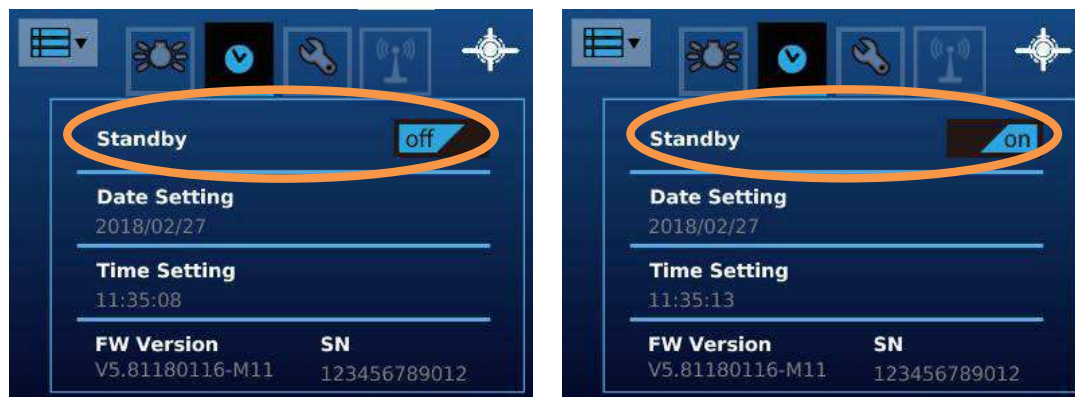 Standby off
Date Setting
2018/02/27
Time Setting
11:35:08
FW Version SN
V5.81180116-M11 123456789012
Standby on
Date Setting
2018/02/27
Time Setting
11:35:13
FW Version SN
V5.81180116-M11 123456789012